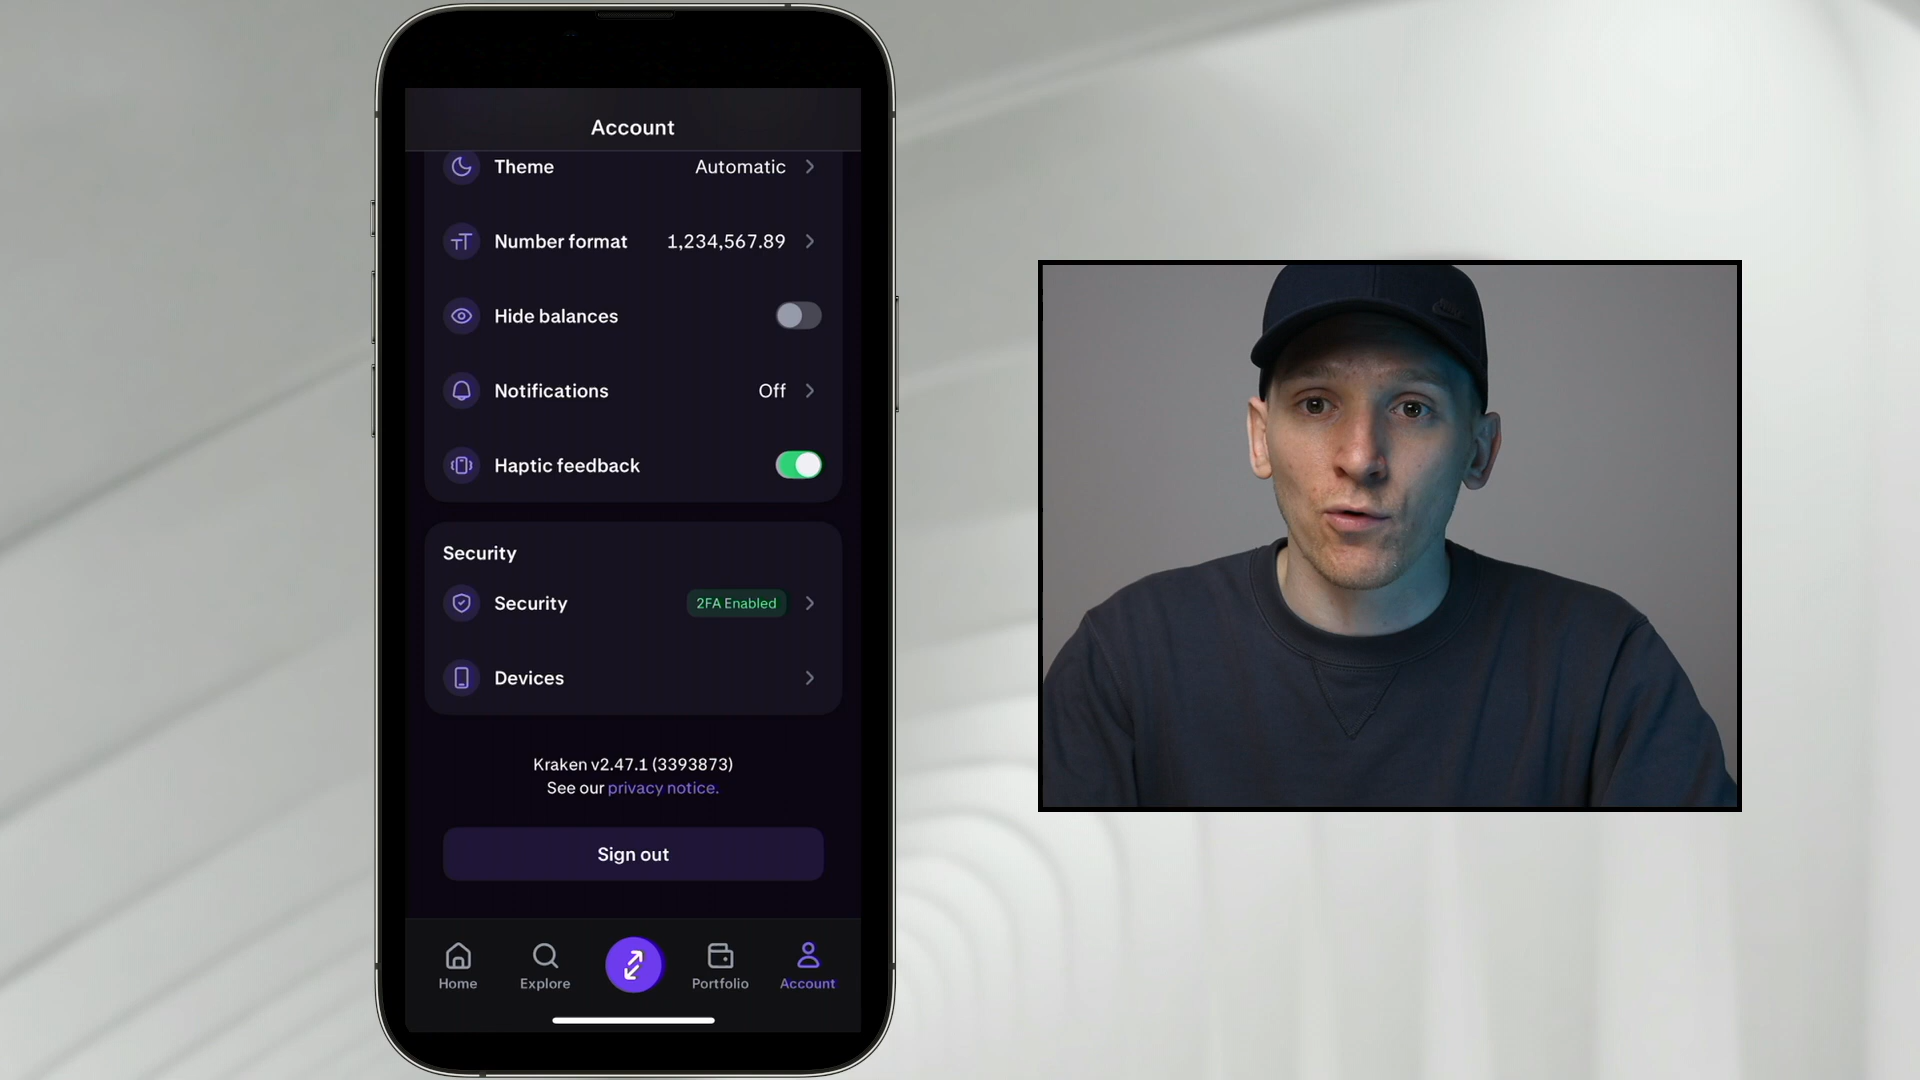 Account
Theme Automatic
Number format 1,234,567.89
Hide balances
Notifications Off
Haptic feedback
Security
Security 2FA Enabled
Devices
Kraken v2.47.1 (3393873)
See our privacy notice.
Sign out
Home Explore Portfolio Account